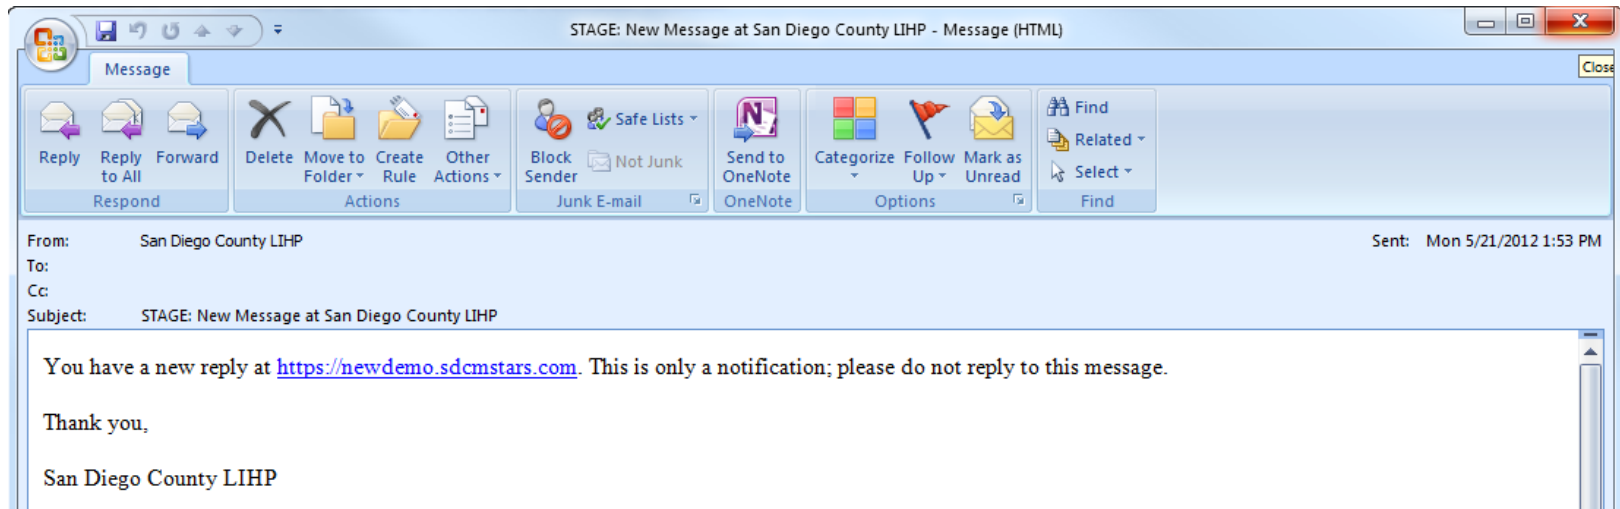 STAGE: New Message at San Diego County LIHP - Message (HTML)
Message
Close
Reply
Reply to All
Forward
Delete
Move to Folder
Create Rule
Other Actions
Block Sender
Safe Lists
Not Junk
Send to OneNote
Categorize
Follow Up
Mark as Unread
Find
Related
Select
Respond
Actions
Junk E-mail
OneNote
Options
Find
From: San Diego County LIHP
Sent: Mon 5/21/2012 1:53 PM
To:
Cc:
Subject: STAGE: New Message at San Diego County LIHP
You have a new reply at https://newdemo.sdcmstars.com. This is only a notification; please do not reply to this message.
Thank you,
San Diego County LIHP